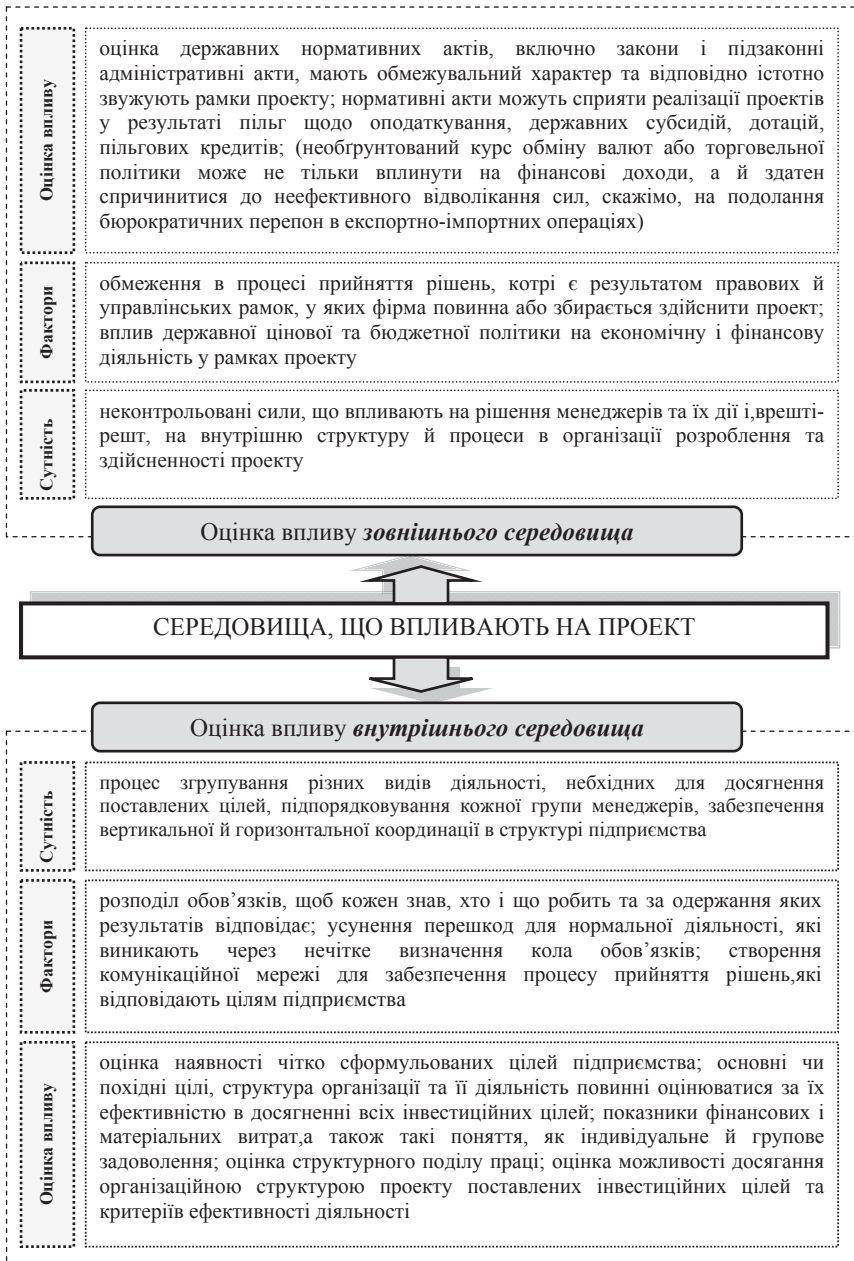 Оцінка впливу
оцінка державних нормативних актів, включно закони і підзаконні
адміністративні акти, мають обмежувальний характер та відповідно істотно
звужують рамки проекту; нормативні акти можуть сприяти реалізації проектів
у результаті пільг щодо оподаткування, державних субсидій, дотацій,
пільгових кредитів; (необґрунтований курс обміну валют або торговельної
політики може не тільки вплинути на фінансові доходи, а й здатен
спричинитися до неефективного відволікання сил, скажімо, на подолання
бюрократичних перепон в експортно-імпортних операціях)
Фактори
обмеження в процесі прийняття рішень, котрі є результатом правових й
управлінських рамок, у яких фірма повинна або збирається здійснити проект;
вплив державної цінової та бюджетної політики на економічну і фінансову
діяльність у рамках проекту
Сутність
неконтрольовані сили, що впливають на рішення менеджерів та їх дії і,врешті-
решт, на внутрішню структуру й процеси в організації розроблення та
здійсненності проекту
Оцінка впливу зовнішнього середовища
СЕРЕДОВИЩА, ЩО ВПЛИВАЮТЬ НА ПРОЕКТ
Оцінка впливу внутрішнього середовища
Сутність
процес згрупування різних видів діяльності, небхідних для досягнення
поставлених цілей, підпорядковування кожної групи менеджерів, забезпечення
вертикальної й горизонтальної координації в структурі підприємства
Фактори
розподіл обов’язків, щоб кожен знав, хто і що робить та за одержання яких
результатів відповідає; усунення перешкод для нормальної діяльності, які
виникають через нечітке визначення кола обов’язків; створення
комунікаційної мережі для забезпечення процесу прийняття рішень,які
відповідають цілям підприємства
Оцінка впливу
оцінка наявності чітко сформульованих цілей підприємства; основні чи
похідні цілі, структура організації та її діяльність повинні оцінюватися за їх
ефективністю в досягненні всіх інвестиційних цілей; показники фінансових і
матеріальних витрат,а також такі поняття, як індивідуальне й групове
задоволення; оцінка структурного поділу праці; оцінка можливості досягання
організаційною структурою проекту поставлених інвестиційних цілей та
критеріїв ефективності діяльності